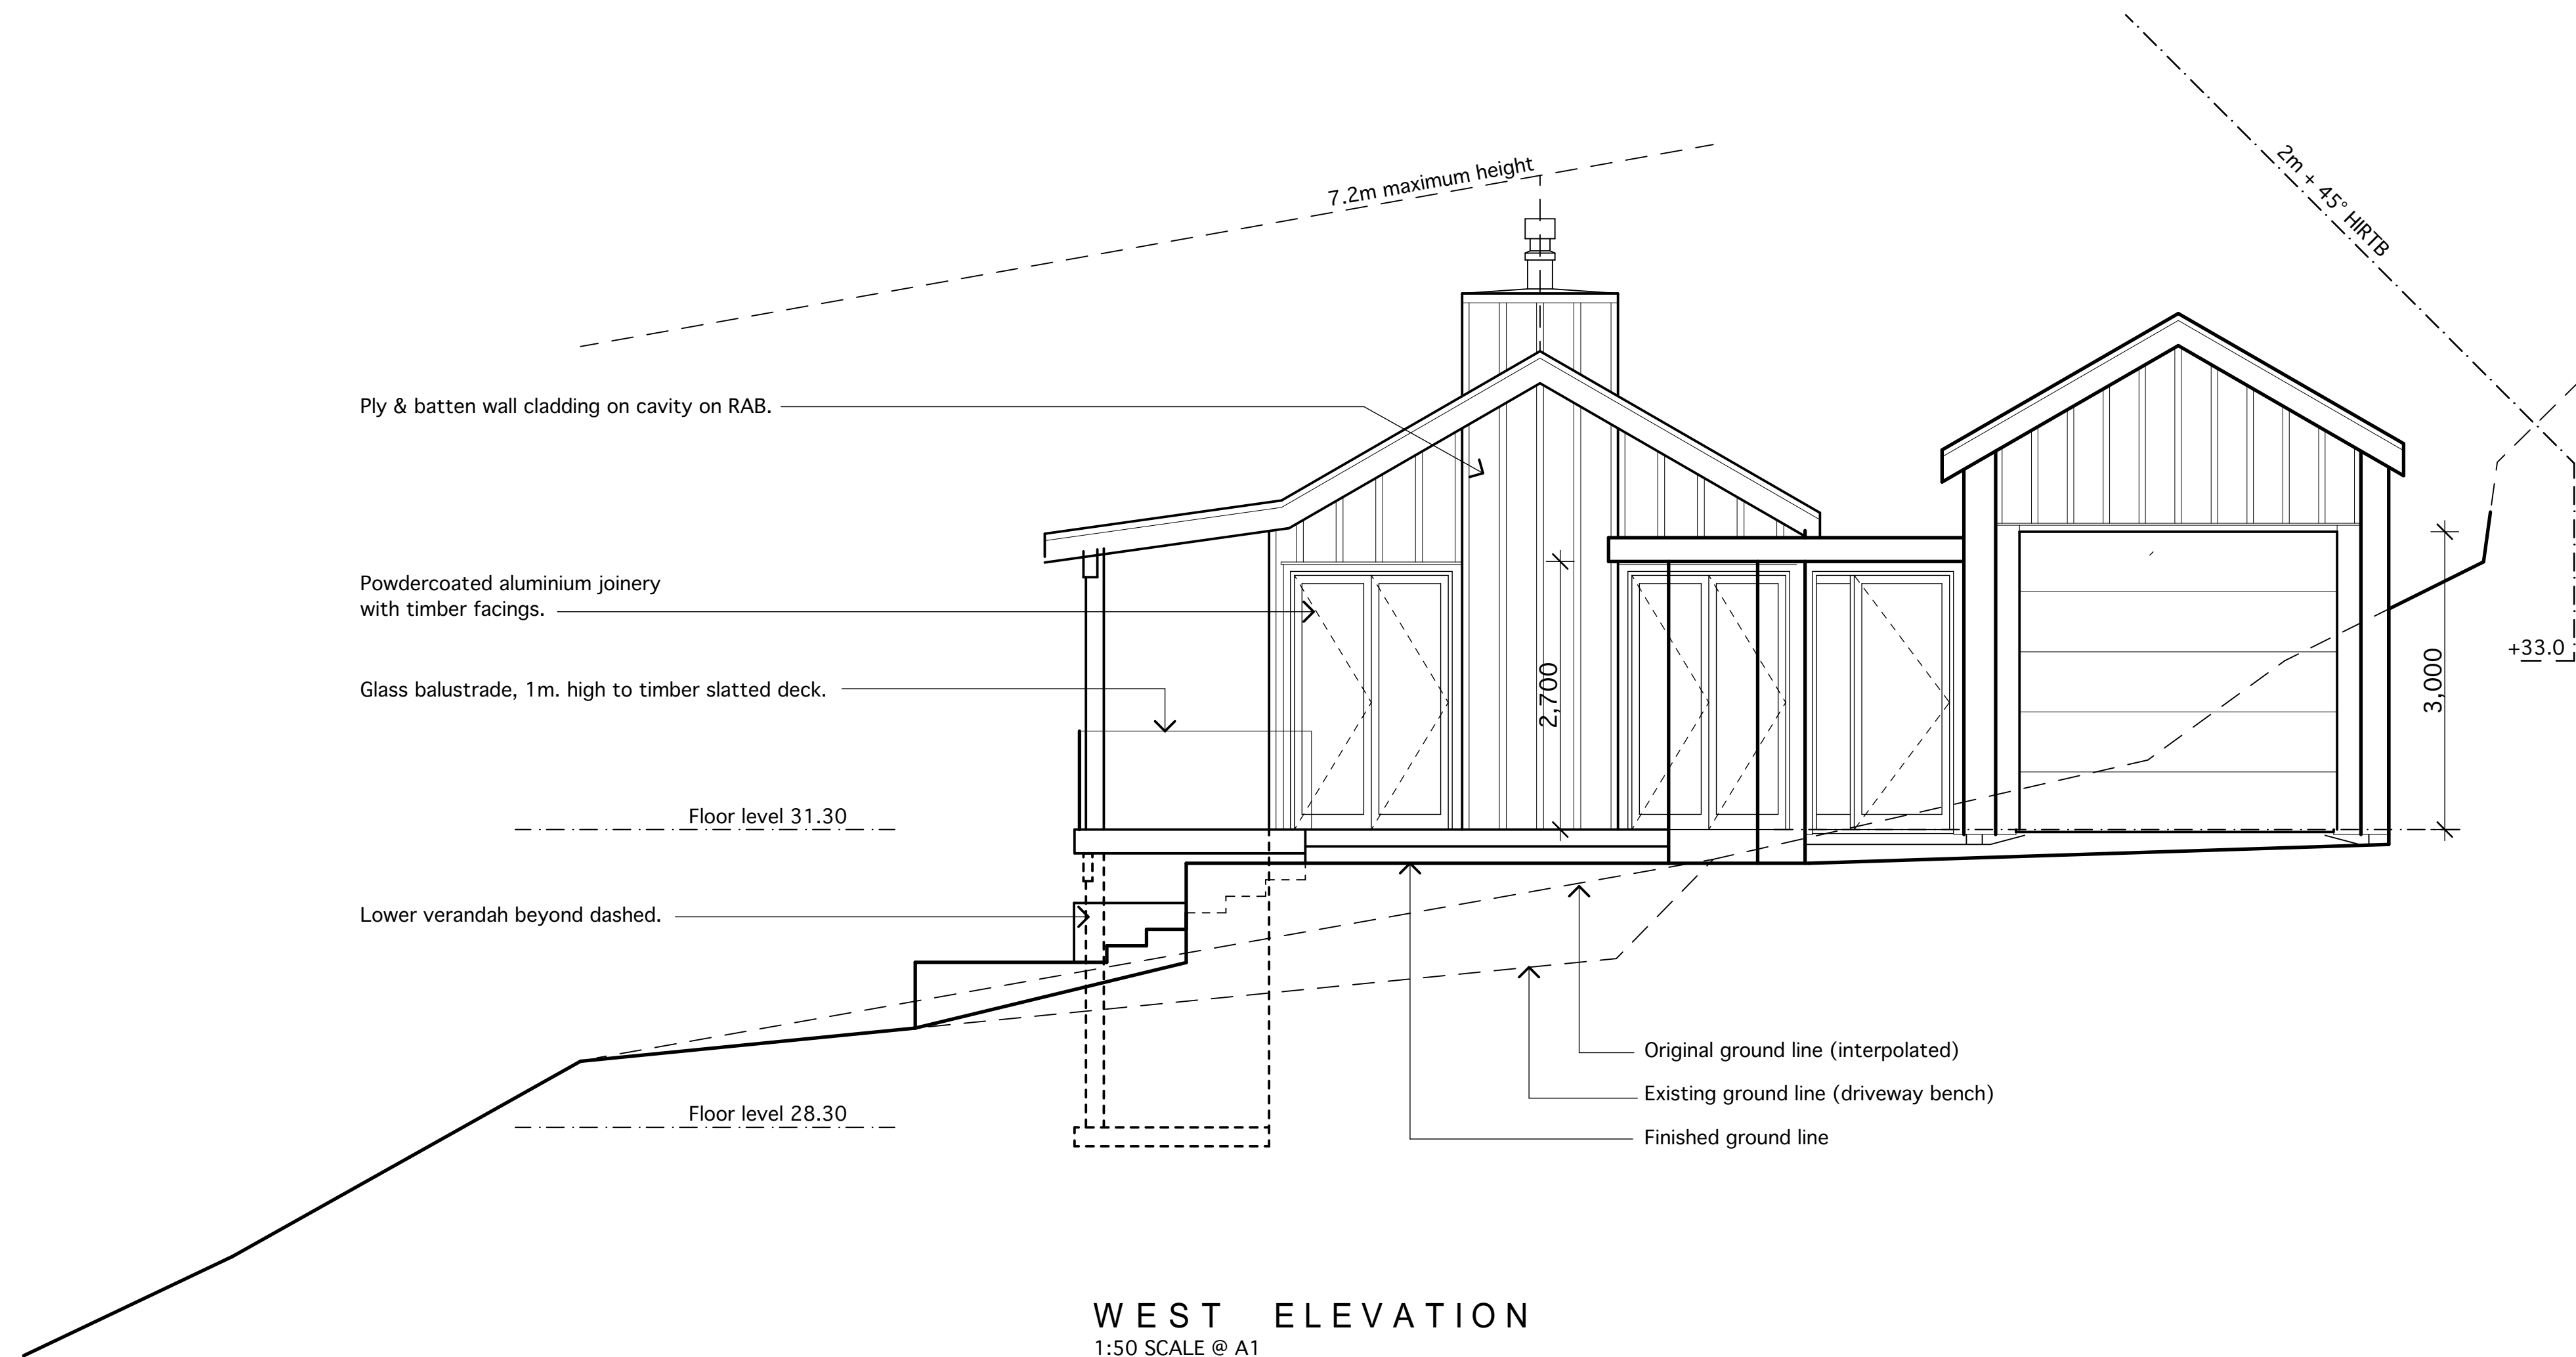 7.2m maximum height
2m + 45° HIRTB
Ply & batten wall cladding on cavity on RAB.
Powdercoated aluminium joinery
with timber facings.
+33.0
3,000
2,700
Glass balustrade, 1m. high to timber slatted deck.
Floor level 31.30
Lower verandah beyond dashed.
Original ground line (interpolated)
Existing ground line (driveway bench)
Floor level 28.30
Finished ground line
WEST ELEVATION
1:50 SCALE @ A1